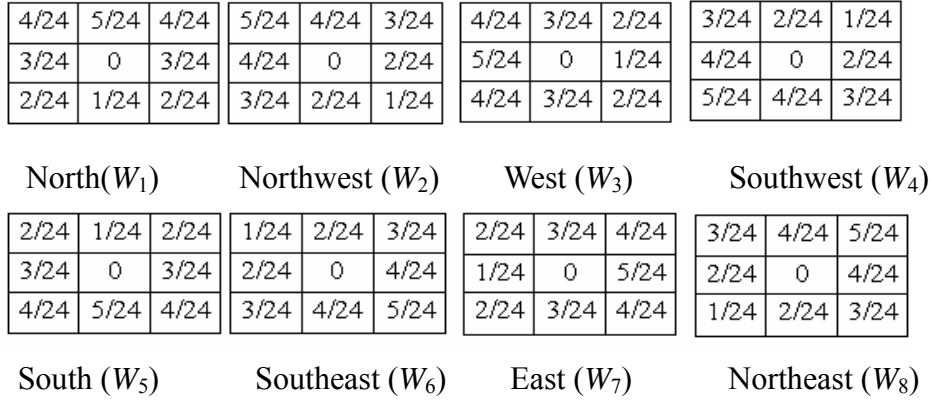 4/24 5/24 4/24 5/24 4/24 3/24 4/24 3/24 2/24 3/24 2/24 1/24
3/24 0 3/24 4/24 0 2/24 5/24 0 1/24 4/24 0 2/24
2/24 1/24 2/24 3/24 2/24 1/24 4/24 3/24 2/24 5/24 4/24 3/24
North(W1) Northwest (W2) West (W3) Southwest (W4)
2/24 1/24 2/24 1/24 2/24 3/24 2/24 3/24 4/24 3/24 4/24 5/24
3/24 0 3/24 2/24 0 4/24 1/24 0 5/24 2/24 0 4/24
4/24 5/24 4/24 3/24 4/24 5/24 2/24 3/24 4/24 1/24 2/24 3/24
South (W5) Southeast (W6) East (W7) Northeast (W8)